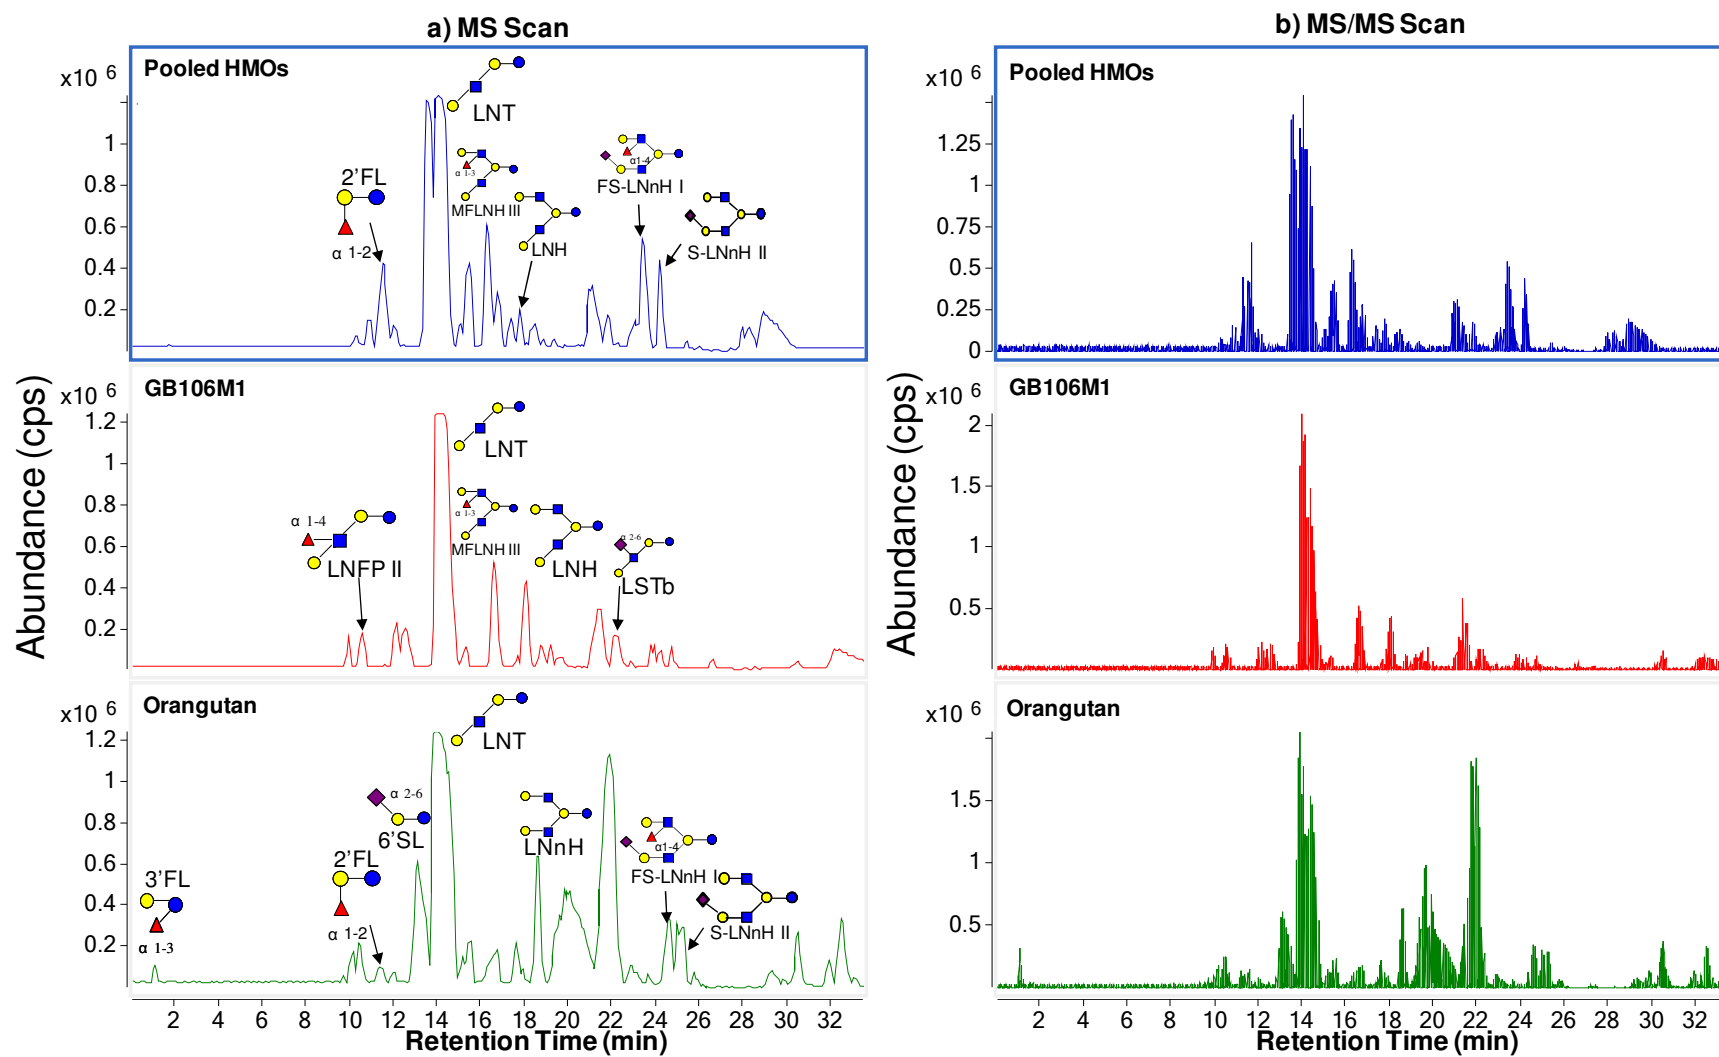 a) MS Scan
Pooled HMOs
x10 6
1
0.8
0.6
0.4
0.2
LNT
2'FL
α 1-2
α 1-3
MFLNH III
LNH
α1-4
FS-LNnH I
S-LNnH II
GB106M1
x10 6
1.2
1
0.8
0.6
0.4
0.2
Abundance (cps)
LNT
α 1-4
LNFP II
α 1-3
MFLNH III
LNH
α 2-6
LSTb
Orangutan
x10 6
1.2
1
0.8
0.6
0.4
0.2
LNT
α 2-6
6'SL
3'FL
α 1-3
2'FL
α 1-2
LNnH
α1-4
FS-LNnH I
S-LNnH II
2 4 6 8 10 12 14 16 18 20 22 24 26 28 30 32
Retention Time (min)
b) MS/MS Scan
Pooled HMOs
x10 6
1.25
1
0.75
0.5
0.25
0
GB106M1
x10 6
2
1.5
1
0.5
Abundance (cps)
Orangutan
x10 6
1.5
1
0.5
2 4 6 8 10 12 14 16 18 20 22 24 26 28 30 32
Retention Time (min)